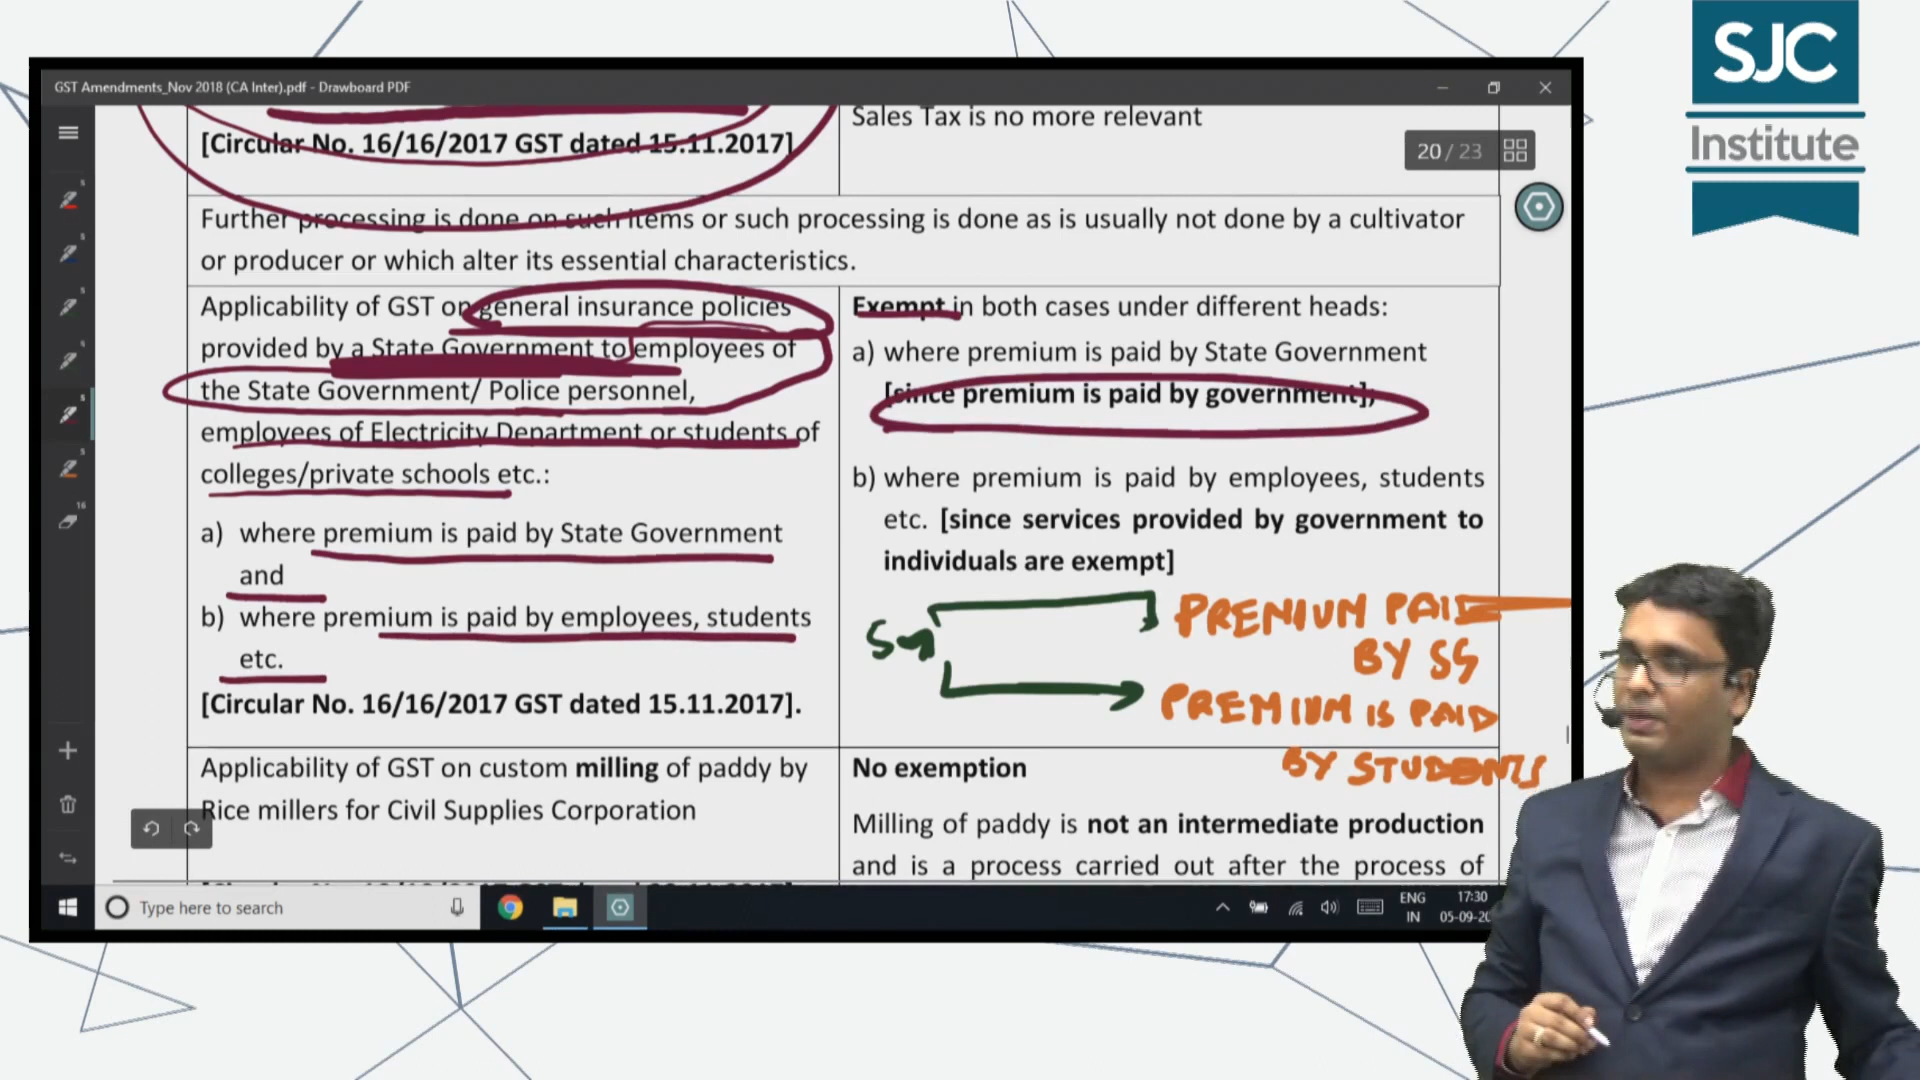 SJC
Institute
GST Amendments_Nov 2018 (CA Inter).pdf - Drawboard PDF
20 / 23
[Circular No. 16/16/2017 GST dated 15.11.2017]
Sales Tax is no more relevant
Further processing is done on such items or such processing is done as is usually not done by a cultivator
or producer or which alter its essential characteristics.
Applicability of GST on general insurance policies
provided by a State Government to employees of
the State Government/ Police personnel,
employees of Electricity Department or students of
colleges/private schools etc.:
a) where premium is paid by State Government
and
b) where premium is paid by employees, students
etc.
[Circular No. 16/16/2017 GST dated 15.11.2017].
Exempt in both cases under different heads:
a) where premium is paid by State Government
[since premium is paid by government];
b) where premium is paid by employees, students
etc. [since services provided by government to
individuals are exempt]
PREMIUM PAID
BY SG
PREMIUM IS PAID
BY STUDENTS
Applicability of GST on custom milling of paddy by
Rice millers for Civil Supplies Corporation
No exemption
Milling of paddy is not an intermediate production
and is a process carried out after the process of
Type here to search
ENG
IN
17:30
05-09-20